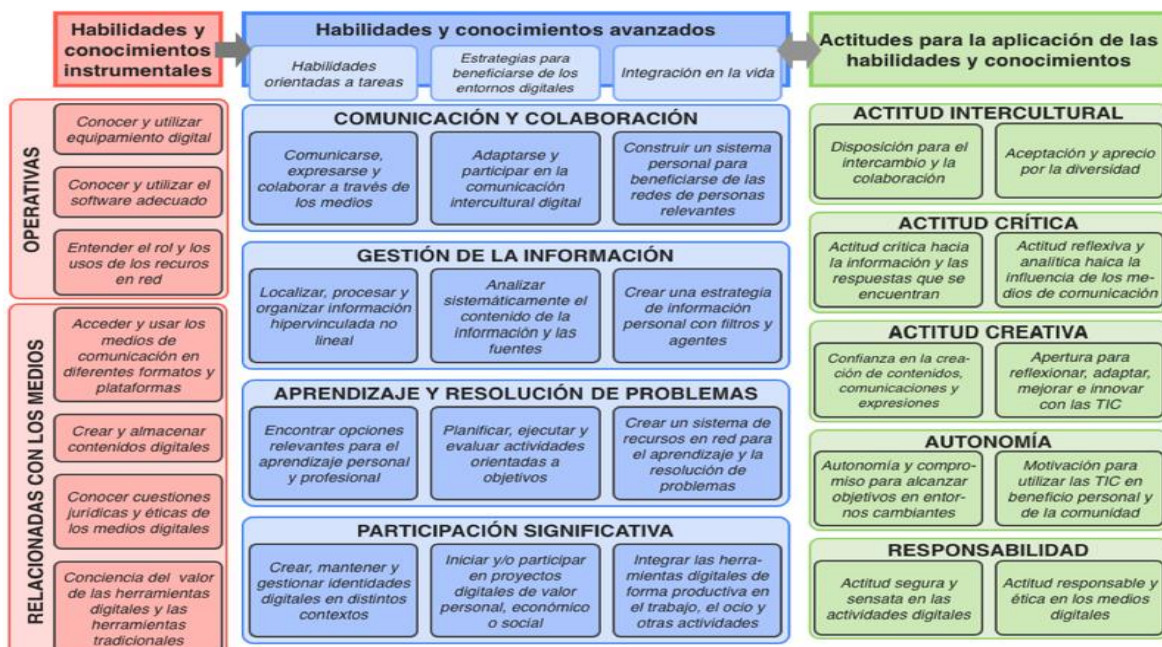 Habilidades y
conocimientos
instrumentales
OPERATIVAS
Conocer y utilizar
equipamiento digital
Conocer y utilizar el
software adecuado
Entender el rol y los
usos de los recuros
en red
RELACIONADAS CON LOS MEDIOS
Acceder y usar los
medios de
comunicación en
diferentes formatos y
plataformas
Crear y almacenar
contenidos digitales
Conocer cuestiones
jurídicas y éticas de
los medios digitales
Conciencia del valor
de las herramientas
digitales y las
herramientas
tradicionales
Habilidades y conocimientos avanzados
Habilidades
orientadas a tareas
Estrategias para
beneficiarse de los
entornos digitales
Integración en la vida
COMUNICACIÓN Y COLABORACIÓN
Comunicarse,
expresarse y
colaborar a través de
los medios
Adaptarse y
participar en la
comunicación
intercultural digital
Construir un sistema
personal para
beneficiarse de las
redes de personas
relevantes
GESTIÓN DE LA INFORMACIÓN
Localizar, procesar y
organizar información
hipervinculada no
lineal
Analizar
sistemáticamente el
contenido de la
información y las
fuentes
Crear una estrategia
de información
personal con filtros y
agentes
APRENDIZAJE Y RESOLUCIÓN DE PROBLEMAS
Encontrar opciones
relevantes para el
aprendizaje personal
y profesional
Planificar, ejecutar y
evaluar actividades
orientadas a
objetivos
Crear un sistema de
recursos en red para
el aprendizaje y la
resolución de
problemas
PARTICIPACIÓN SIGNIFICATIVA
Crear, mantener y
gestionar identidades
digitales en distintos
contextos
Iniciar y/o participar
en proyectos
digitales de valor
personal, económico
o social
Integrar las herra-
mientas digitales de
forma productiva en
el trabajo, el ocio y
otras actividades
Actitudes para la aplicación de las
habilidades y conocimientos
ACTITUD INTERCULTURAL
Disposición para el
intercambio y la
colaboración
Aceptación y aprecio
por la diversidad
ACTITUD CRÍTICA
Actitud crítica hacia
la información y las
respuestas que se
encuentran
Actitud reflexiva y
analítica haica la
influencia de los me-
dios de comunicación
ACTITUD CREATIVA
Confianza en la crea-
ción de contenidos,
comunicaciones y
expresiones
Apertura para
reflexionar, adaptar,
mejorar e innovar
con las TIC
AUTONOMÍA
Autonomía y compro-
miso para alcanzar
objetivos en entor-
nos cambiantes
Motivación para
utilizar las TIC en
beneficio personal y
de la comunidad
RESPONSABILIDAD
Actitud segura y
sensata en las
actividades digitales
Actitud responsable y
ética en los medios
digitales